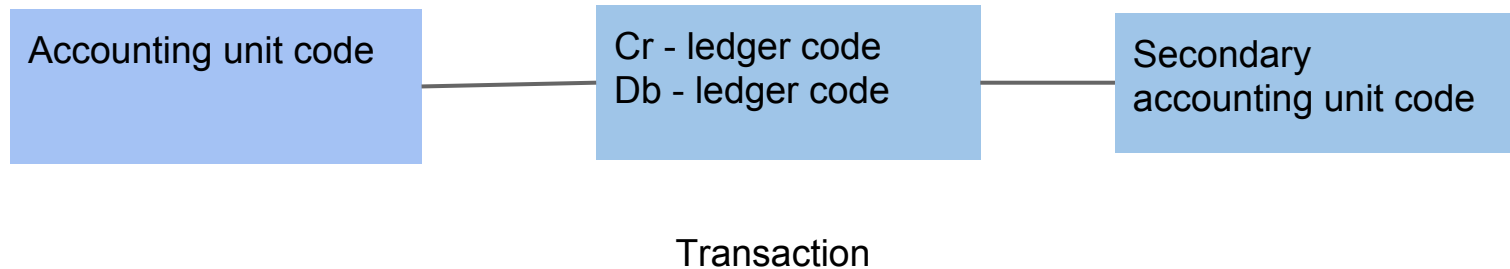 Accounting unit code
Cr - ledger code
Db - ledger code
Secondary
accounting unit code
Transaction